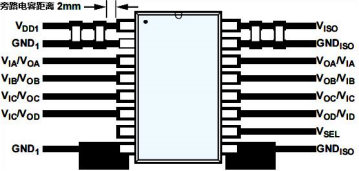 旁路电容距离 2mm
VDD1 VISO
GND1 GNDISO
VIA/VOA VOA/VIA
VIB/VOB VOB/VIB
VIC/VOC VOC/VIC
VIC/VOD VOD/VID
VSEL
GND1 GNDISO